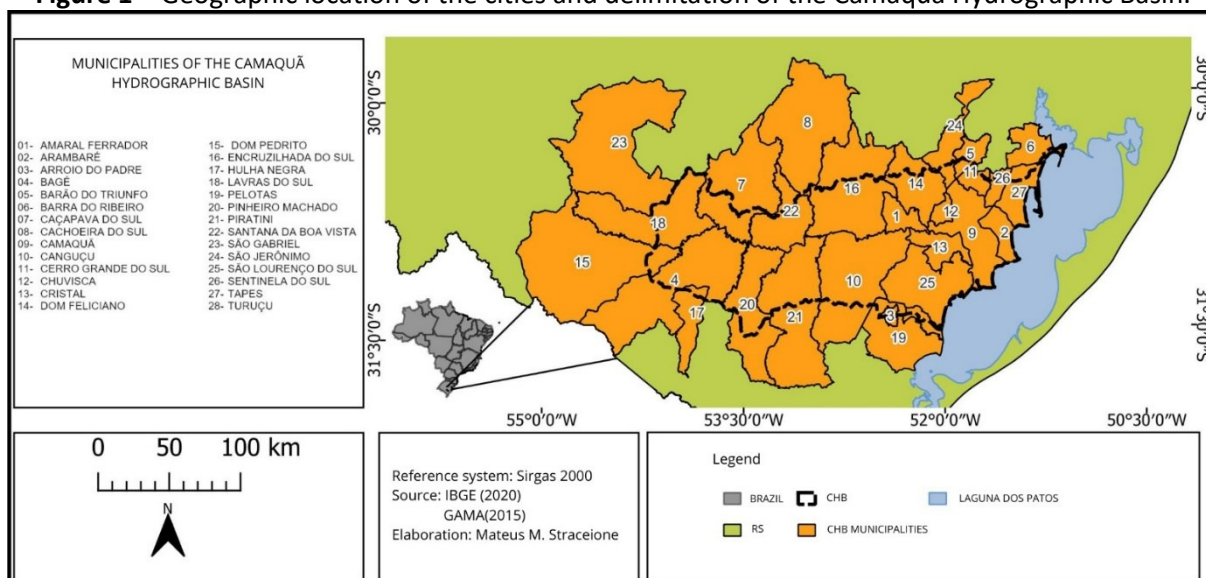 Figure 1 – Geographic location of the cities and delimitation of the Camaquã Hydrographic Basin.
MUNICIPALITIES OF THE CAMAQUÃ
HYDROGRAPHIC BASIN
01- AMARAL FERRADOR
02- ARAMBARÉ
03- ARROIO DO PADRE
04- BAGÉ
05- BARÃO DO TRIUNFO
06- BARRA DO RIBEIRO
07- CAÇAPAVA DO SUL
08- CACHOEIRA DO SUL
09- CAMAQUÃ
10- CANGUÇU
11- CERRO GRANDE DO SUL
12- CHUVISCA
13- CRISTAL
14- DOM FELICIANO
15- DOM PEDRITO
16- ENCRUZILHADA DO SUL
17- HULHA NEGRA
18- LAVRAS DO SUL
19- PELOTAS
20- PINHEIRO MACHADO
21- PIRATINI
22- SANTANA DA BOA VISTA
23- SÃO GABRIEL
24- SÃO JERÔNIMO
25- SÃO LOURENÇO DO SUL
26- SENTINELA DO SUL
27- TAPES
28- TURUÇU
30°0'0"S
31°30'0"S
23
8
24
5
6
11
7
16
14
26
27
22
18
1
12
9
2
13
15
4
10
25
17
20
21
3
19
30°0'0"S
31°30'0"S
55°0'0"W
53°30'0"W
52°0'0"W
50°30'0"W
0 50 100 km
N
Reference system: Sirgas 2000
Source: IBGE (2020)
GAMA(2015)
Elaboration: Mateus M. Straceione
Legend
BRAZIL
CHB
LAGUNA DOS PATOS
RS
CHB MUNICIPALITIES